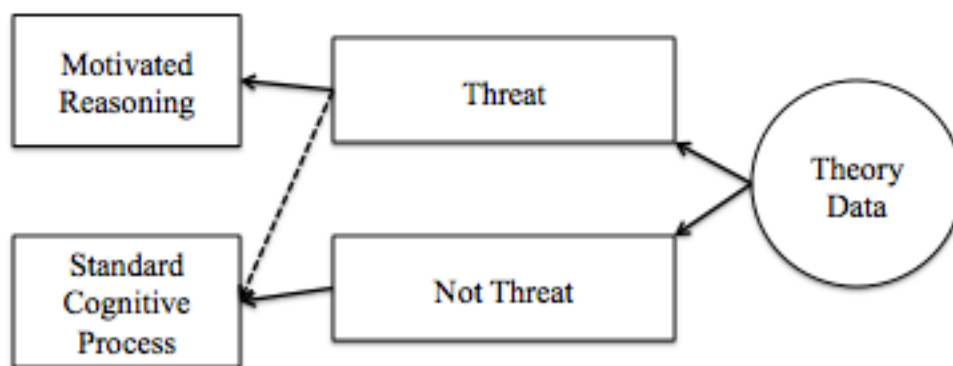 Motivated
Reasoning
Threat
Theory
Data
Standard
Cognitive
Process
Not Threat